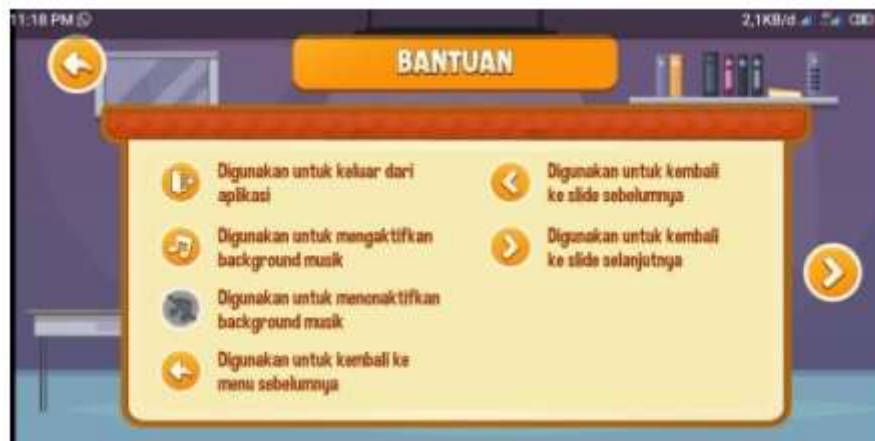 11:18 PM
2,1KB/d
BANTUAN
Digunakan untuk keluar dari
aplikasi
Digunakan untuk mengaktifkan
background musik
Digunakan untuk menonaktifkan
background musik
Digunakan untuk kembali ke
menu sebelumnya
Digunakan untuk kembali
ke slide sebelumnya
Digunakan untuk kembali
ke slide selanjutnya